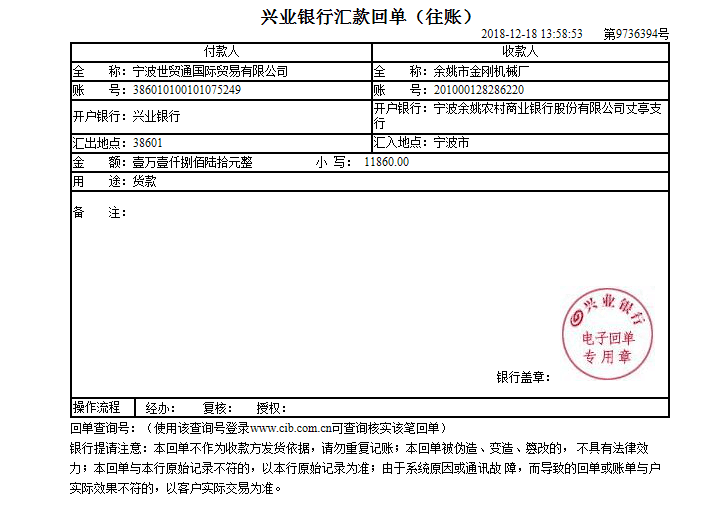 兴业银行汇款回单（往账）
2018-12-18 13:58:53 第9736394号
付款人 收款人
全 称：宁波世贸通国际贸易有限公司 全 称：余姚市金刚机械厂
账 号：386010100101075249 账 号：201000128286220
开户银行：兴业银行 开户银行：宁波余姚农村商业银行股份有限公司丈亭支
行
汇出地点：38601 汇入地点：宁波市
金 额：壹万壹仟捌佰陆拾元整 小 写： 11860.00
用 途：货款
备 注：
兴业银行
电子回单
专用章
银行盖章：
操作流程 经办： 复核： 授权：
回单查询号：（使用该查询号登录www.cib.com.cn可查询核实该笔回单）
银行提请注意：本回单不作为收款方发货依据，请勿重复记账；本回单被伪造、变造、篡改的，不具有法律效
力；本回单与本行原始记录不符的，以本行原始记录为准；由于系统原因或通讯故 障，而导致的回单或账单与户
实际效果不符的，以客户实际交易为准。